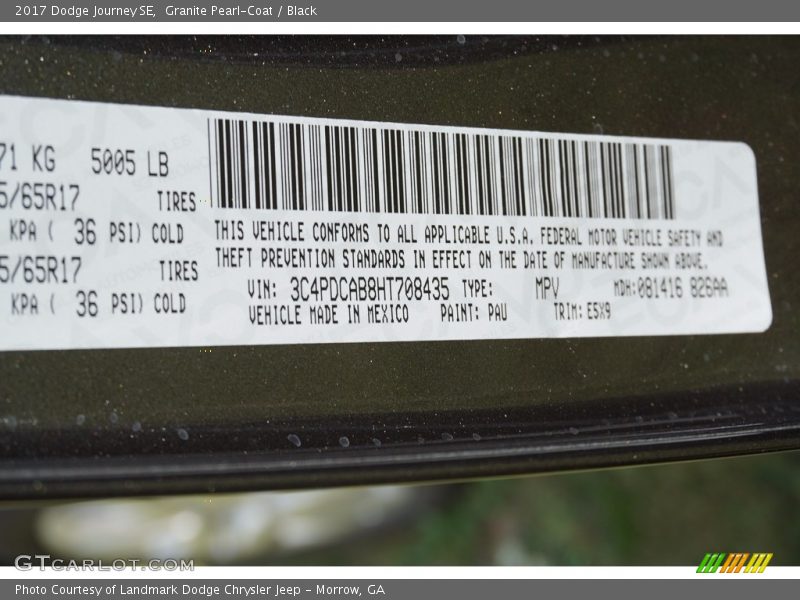 2017 Dodge Journey SE, Granite Pearl-Coat / Black
71 KG 5005 LB
5/65R17 TIRES
KPA ( 36 PSI) COLD
5/65R17 TIRES
KPA ( 36 PSI) COLD
THIS VEHICLE CONFORMS TO ALL APPLICABLE U.S.A. FEDERAL MOTOR VEHICLE SAFETY AND
THEFT PREVENTION STANDARDS IN EFFECT ON THE DATE OF MANUFACTURE SHOWN ABOVE.
VIN: 3C4PDCAB8HT708435 TYPE: MPV MDH:081416 826AA
VEHICLE MADE IN MEXICO PAINT: PAU TRIM:E5X9
GTCARLOT.COM
Photo Courtesy of Landmark Dodge Chrysler Jeep - Morrow, GA